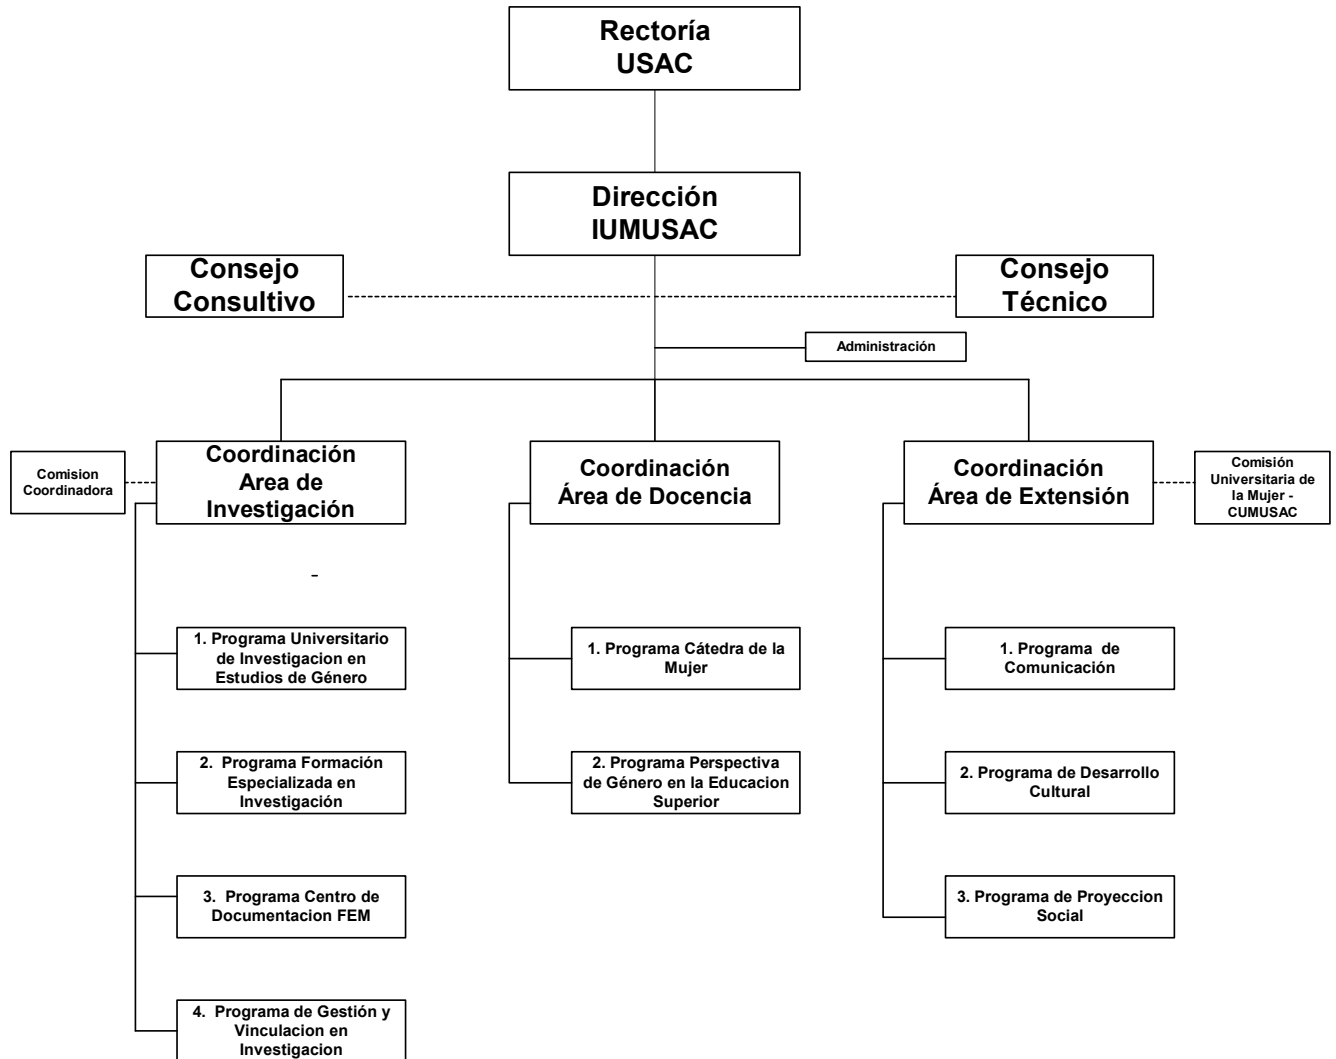 Rectoría
USAC
Dirección
IUMUSAC
Consejo
Consultivo
Consejo
Técnico
Administración
Comision
Coordinadora
Coordinación
Area de
Investigación
Coordinación
Área de Docencia
Coordinación
Área de Extensión
Comisión
Universitaria de
la Mujer -
CUMUSAC
-
1. Programa Universitario
de Investigacion en
Estudios de Género
2. Programa Formación
Especializada en
Investigación
3. Programa Centro de
Documentacion FEM
4. Programa de Gestión y
Vinculacion en
Investigacion
1. Programa Cátedra de la
Mujer
2. Programa Perspectiva
de Género en la Educacion
Superior
1. Programa de
Comunicación
2. Programa de Desarrollo
Cultural
3. Programa de Proyeccion
Social